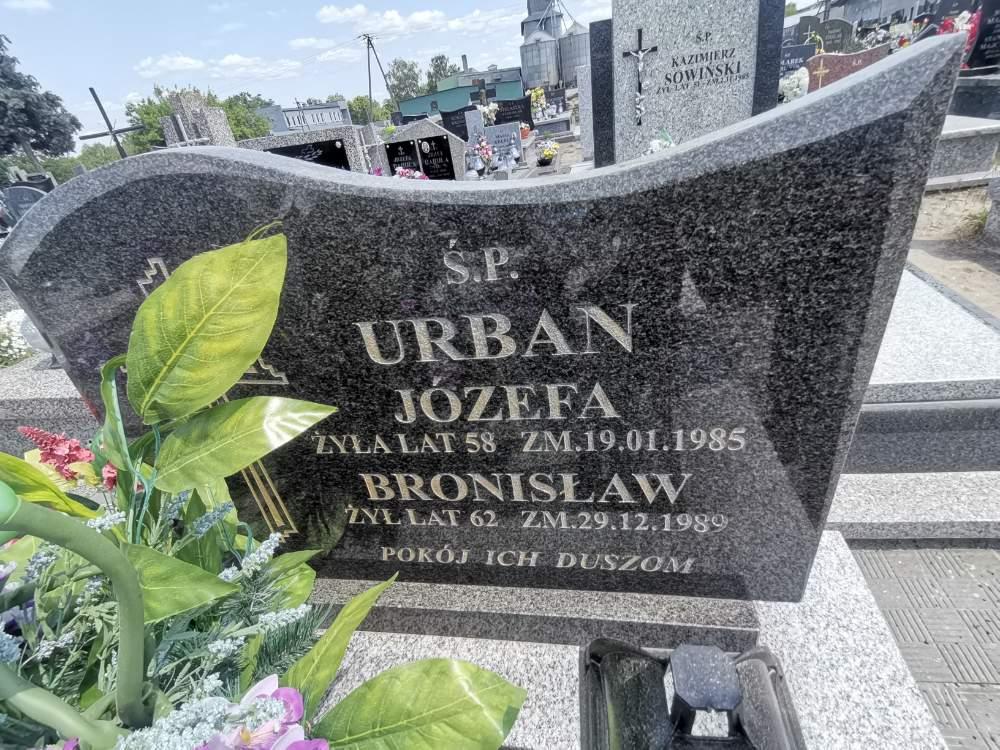 Ś.P.
URBAN
JÓZEFA
ŻYŁA LAT 58 ZM.19.01.1985
BRONISŁAW
ŻYŁ LAT 62 ZM.29.12.1989
POKÓJ ICH DUSZOM
Ś.P.
KAZIMIERZ
SOWIŃSKI